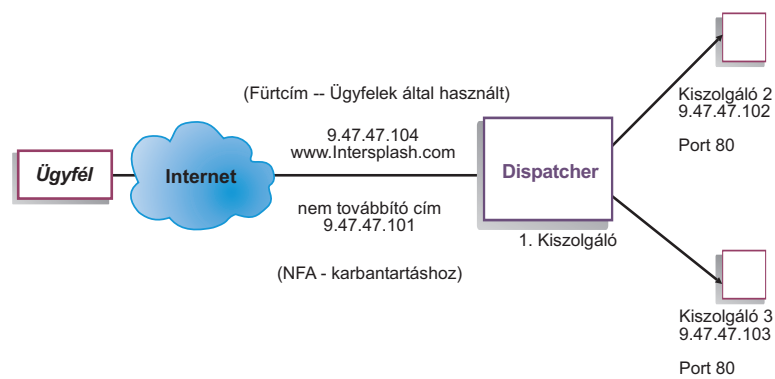 (Fürtcím -- Ügyfelek által használt)
9.47.47.104
www.Intersplash.com
Ügyfél
Internet
Dispatcher
nem továbbító cím
9.47.47.101
1. Kiszolgáló
(NFA - karbantartáshoz)
Kiszolgáló 2
9.47.47.102
Port 80
Kiszolgáló 3
9.47.47.103
Port 80